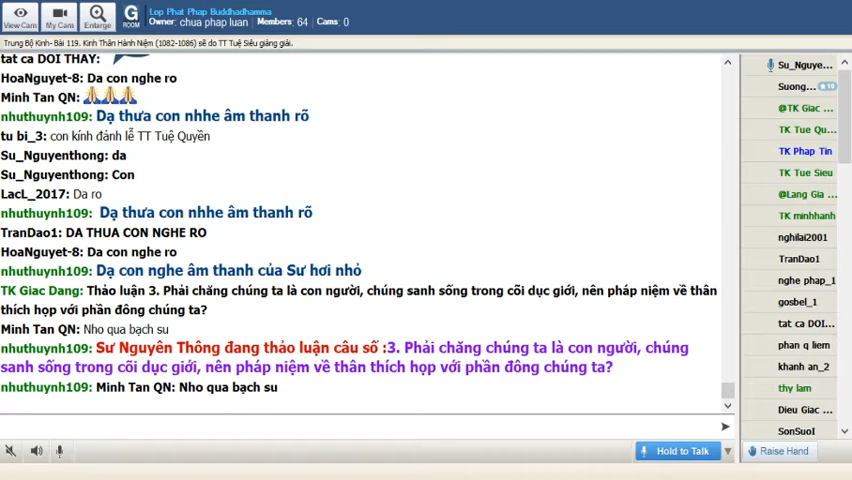 Lop Phat Phap Buddhadhamma
Owner: chua phap luan Members: 64 Cams: 0
View Cam
My Cam
Enlarge
G
ROOM
Trung Bộ Kinh- Bài 119. Kinh Thân Hành Niệm (1082-1086) sẽ do TT Tuệ Siêu giảng giải.
tat ca DOI THAY:
HoaNguyet-8: Da con nghe ro
Minh Tan QN:
nhuthuynh109: Dạ thưa con nhhe âm thanh rõ
tu bi_3: con kính đảnh lễ TT Tuệ Quyền
Su_Nguyenthong: da
Su_Nguyenthong: Con
LacL_2017: Da ro
nhuthuynh109: Dạ thưa con nhhe âm thanh rõ
TranDao1: DA THUA CON NGHE RO
HoaNguyet-8: Da con nghe ro
nhuthuynh109: Dạ con nghe âm thanh của Sư hơi nhỏ
TK Giac Dang: Thảo luận 3. Phải chăng chúng ta là con người, chúng sanh sống trong cõi dục giới, nên pháp niệm về thân
thích họp với phần đông chúng ta?
Minh Tan QN: Nho qua bạch su
nhuthuynh109: Sư Nguyên Thông đang thảo luận câu số :3. Phải chăng chúng ta là con người, chúng
sanh sống trong cõi dục giới, nên pháp niệm về thân thích họp với phần đông chúng ta?
nhuthuynh109: Minh Tan QN: Nho qua bạch su
Su_Nguye...
Suong...
+10
@TK Giac ...
TK Tue Qu...
TK Phap Tin
TK Tue Sieu
@Lang Gia ...
TK minhhanh
nghilai2001
TranDao1
nghe phap_1
gosbel_1
tat ca DOI...
phan q liem
khanh an_2
thy lam
Dieu Giac ...
SonSuoI
Hold to Talk
Raise Hand